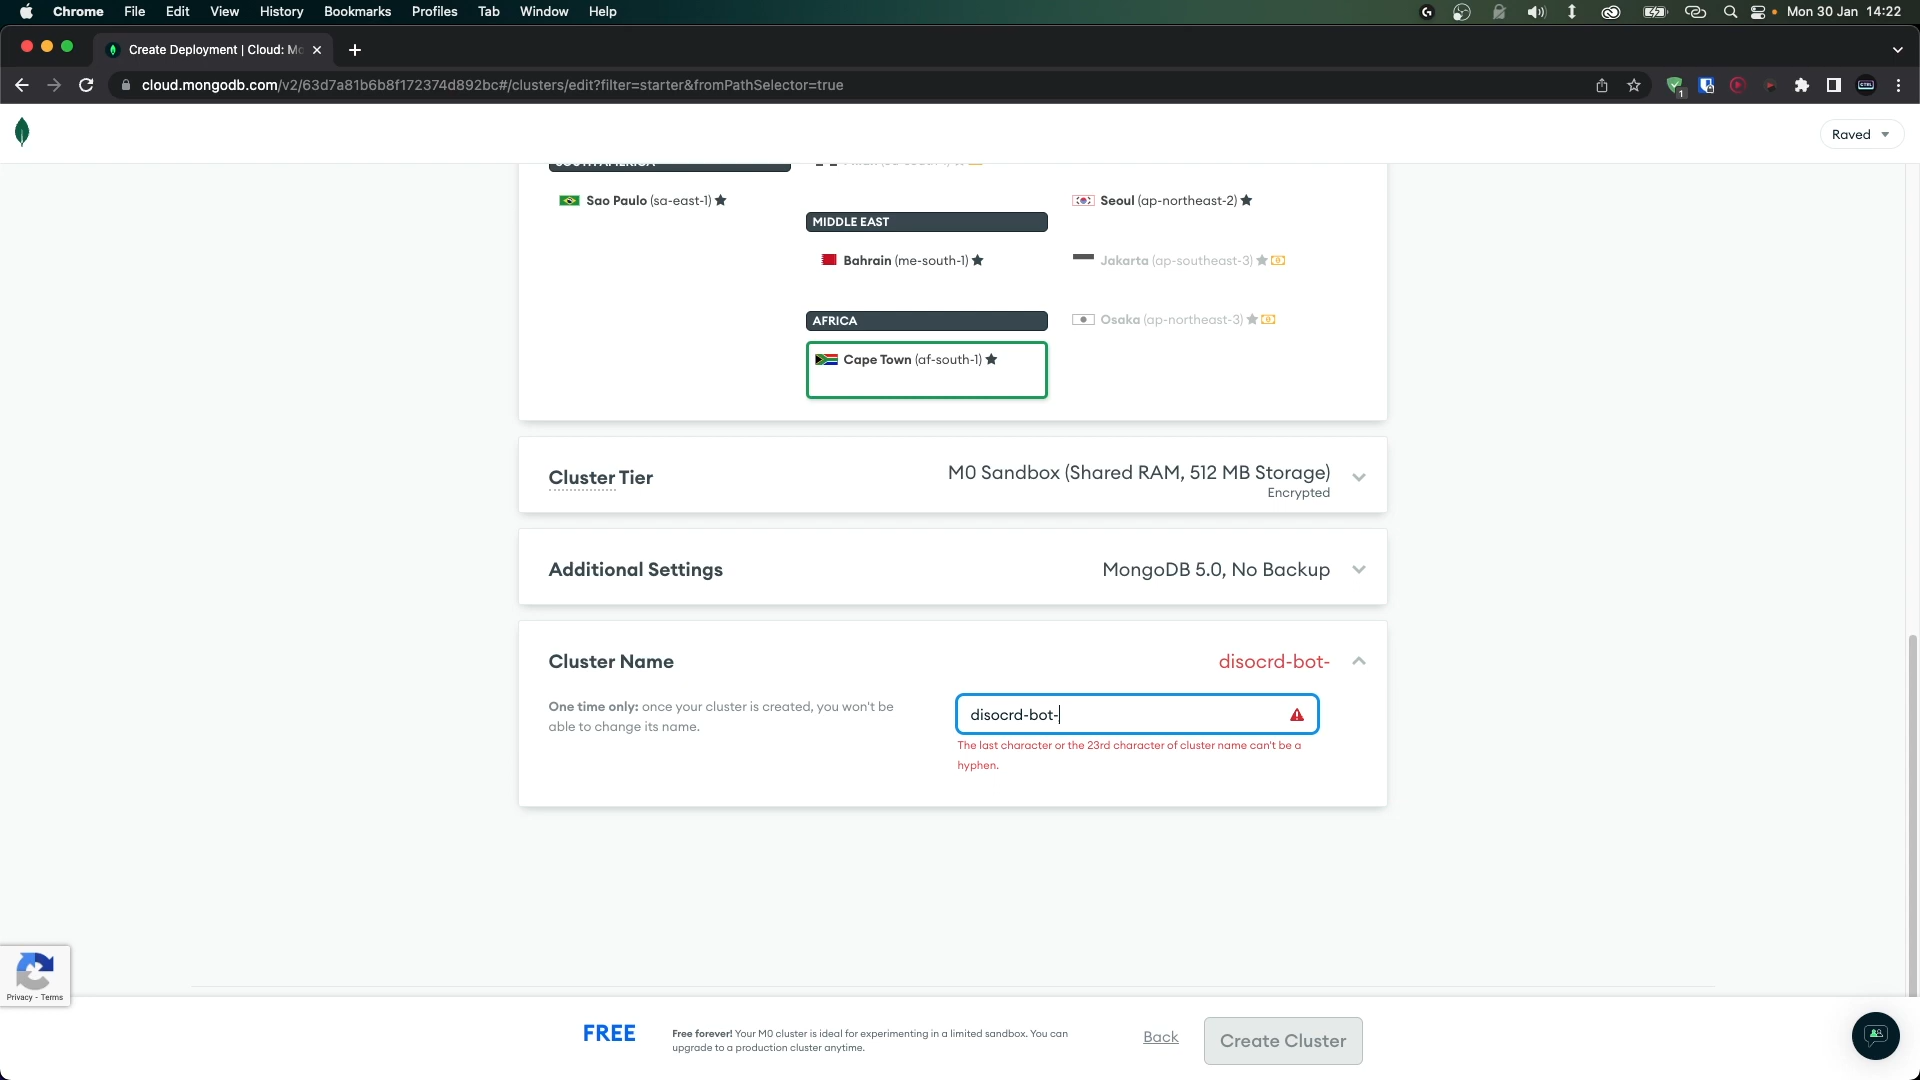 Chrome File Edit View History Bookmarks Profiles Tab Window Help Mon 30 Jan 14:22
Create Deployment | Cloud: Mo
cloud.mongodb.com/v2/63d7a81b6b8f172374d892bc#/clusters/edit?filter=starter&fromPathSelector=true
1
CTRL
Raved
SOUTH AMERICA
Sao Paulo (sa-east-1)
Seoul (ap-northeast-2)
MIDDLE EAST
Bahrain (me-south-1)
Jakarta (ap-southeast-3)
AFRICA
Osaka (ap-northeast-3)
Cape Town (af-south-1)
Cluster Tier
M0 Sandbox (Shared RAM, 512 MB Storage)
Encrypted
Additional Settings
MongoDB 5.0, No Backup
Cluster Name
disocrd-bot-
One time only: once your cluster is created, you won't be
able to change its name.
disocrd-bot-
The last character or the 23rd character of cluster name can't be a
hyphen.
Privacy - Terms
FREE
Free forever! Your M0 cluster is ideal for experimenting in a limited sandbox. You can
upgrade to a production cluster anytime.
Back
Create Cluster